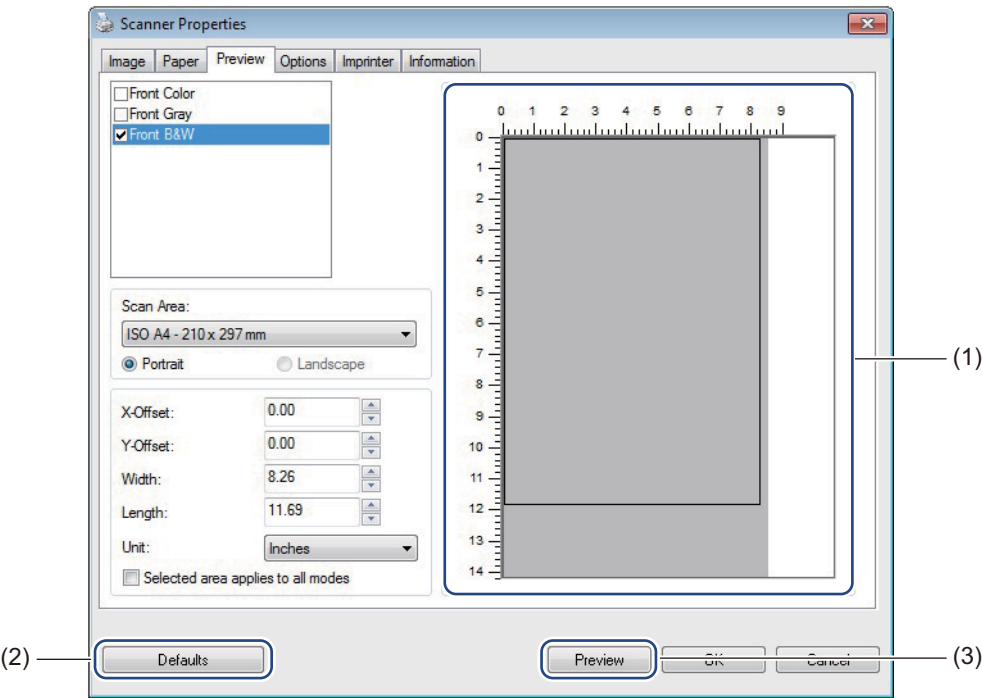 Scanner Properties
Image Paper Preview Options Imprinter Information
Front Color
Front Gray
Front B&W
0 1 2 3 4 5 6 7 8 9
0
1
2
3
4
5
6
7
8
9
10
11
12
13
14
(1)
Scan Area:
ISO A4 - 210 x 297 mm
Portrait Landscape
X-Offset: 0.00
Y-Offset: 0.00
Width: 8.26
Length: 11.69
Unit: Inches
Selected area applies to all modes
(2) Defaults Preview OK Cancel (3)